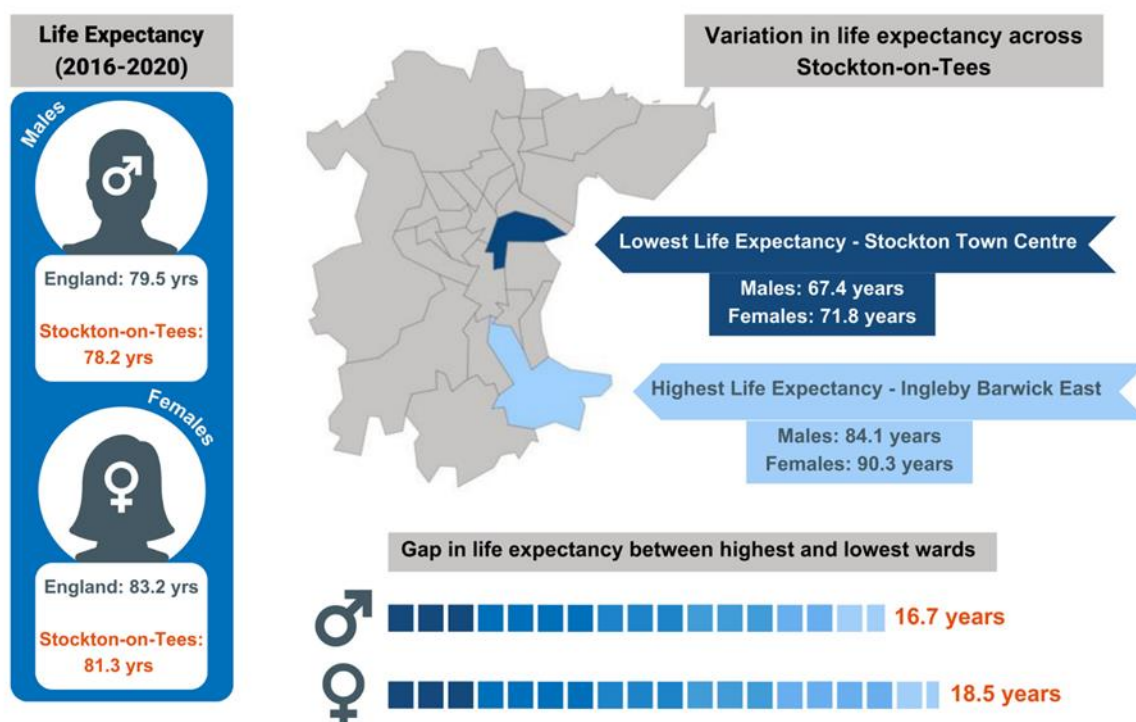 Life Expectancy
(2016-2020)
Males
England: 79.5 yrs
Stockton-on-Tees:
78.2 yrs
Females
England: 83.2 yrs
Stockton-on-Tees:
81.3 yrs
Variation in life expectancy across
Stockton-on-Tees
Lowest Life Expectancy - Stockton Town Centre
Males: 67.4 years
Females: 71.8 years
Highest Life Expectancy - Ingleby Barwick East
Males: 84.1 years
Females: 90.3 years
Gap in life expectancy between highest and lowest wards
16.7 years
18.5 years